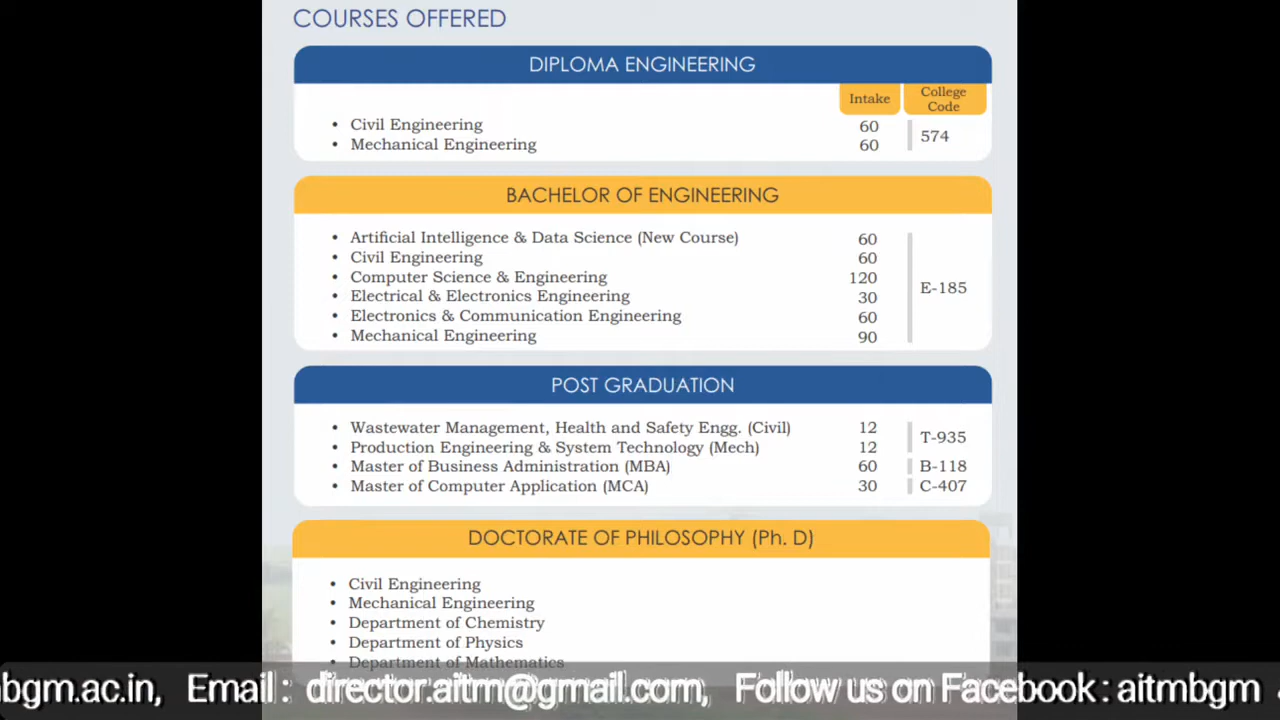 COURSES OFFERED
DIPLOMA ENGINEERING
Intake
College
Code
• Civil Engineering 60
• Mechanical Engineering 60
574
BACHELOR OF ENGINEERING
• Artificial Intelligence & Data Science (New Course) 60
• Civil Engineering 60
• Computer Science & Engineering 120
• Electrical & Electronics Engineering 30
• Electronics & Communication Engineering 60
• Mechanical Engineering 90
E-185
POST GRADUATION
• Wastewater Management, Health and Safety Engg. (Civil) 12
• Production Engineering & System Technology (Mech) 12
T-935
• Master of Business Administration (MBA) 60 B-118
• Master of Computer Application (MCA) 30 C-407
DOCTORATE OF PHILOSOPHY (Ph. D)
• Civil Engineering
• Mechanical Engineering
• Department of Chemistry
• Department of Physics
• Department of Mathematics
bgm.ac.in, Email : director.aitm@gmail.com, Follow us on Facebook : aitmbgm